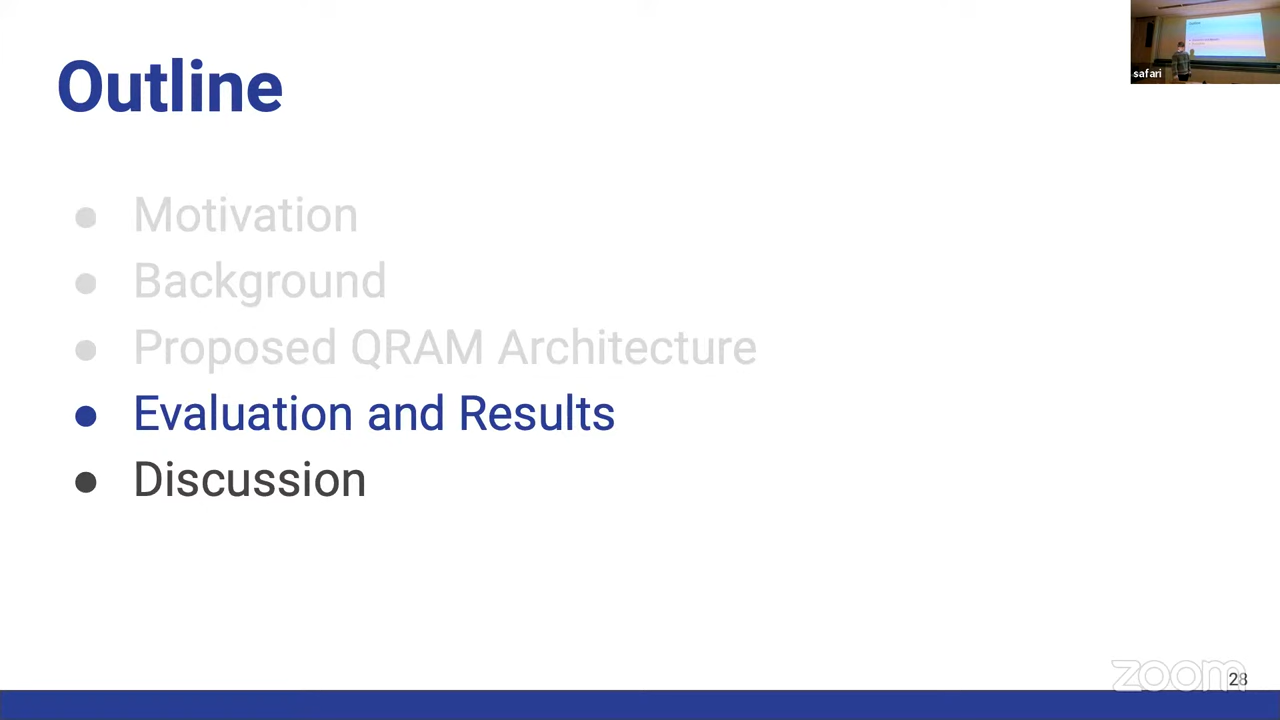 Outline
safari
● Motivation
● Background
● Proposed QRAM Architecture
● Evaluation and Results
● Discussion
zoom
28